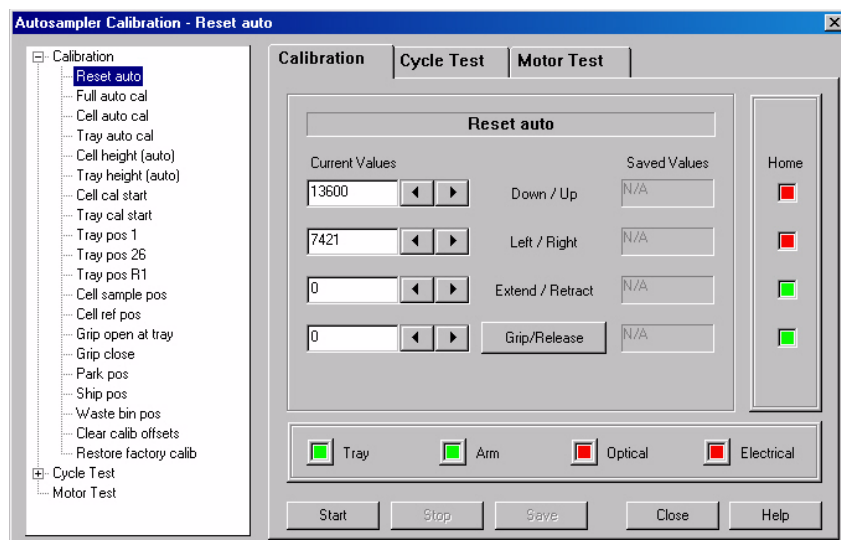 Autosampler Calibration - Reset auto
Calibration
Reset auto
Full auto cal
Cell auto cal
Tray auto cal
Cell height (auto)
Tray height (auto)
Cell cal start
Tray cal start
Tray pos 1
Tray pos 26
Tray pos R1
Cell sample pos
Cell ref pos
Grip open at tray
Grip close
Park pos
Ship pos
Waste bin pos
Clear calib offsets
Restore factory calib
Cycle Test
Motor Test
Calibration Cycle Test Motor Test
Reset auto
Current Values Saved Values Home
13600 Down / Up N/A
7421 Left / Right N/A
0 Extend / Retract N/A
0 Grip/Release N/A
Tray Arm Optical Electrical
Start Stop Save Close Help